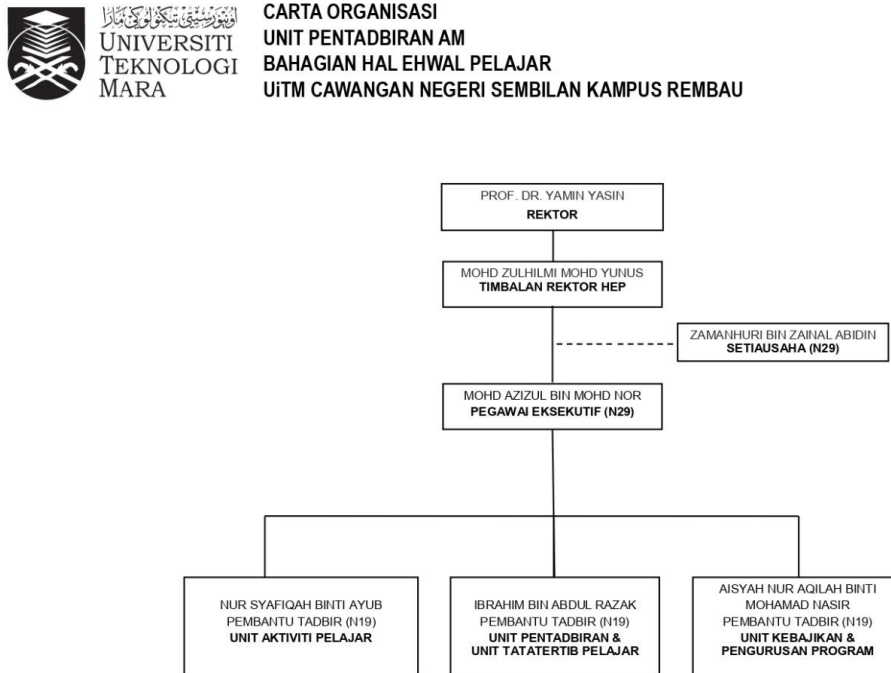 اونيۏرسيتي تيكنولوڬي مارا
UNIVERSITI
TEKNOLOGI
MARA
CARTA ORGANISASI
UNIT PENTADBIRAN AM
BAHAGIAN HAL EHWAL PELAJAR
UiTM CAWANGAN NEGERI SEMBILAN KAMPUS REMBAU
PROF. DR. YAMIN YASIN
REKTOR
MOHD ZULHILMI MOHD YUNUS
TIMBALAN REKTOR HEP
ZAMANHURI BIN ZAINAL ABIDIN
SETIAUSAHA (N29)
MOHD AZIZUL BIN MOHD NOR
PEGAWAI EKSEKUTIF (N29)
NUR SYAFIQAH BINTI AYUB
PEMBANTU TADBIR (N19)
UNIT AKTIVITI PELAJAR
IBRAHIM BIN ABDUL RAZAK
PEMBANTU TADBIR (N19)
UNIT PENTADBIRAN &
UNIT TATATERTIB PELAJAR
AISYAH NUR AQILAH BINTI
MOHAMAD NASIR
PEMBANTU TADBIR (N19)
UNIT KEBAJIKAN &
PENGURUSAN PROGRAM